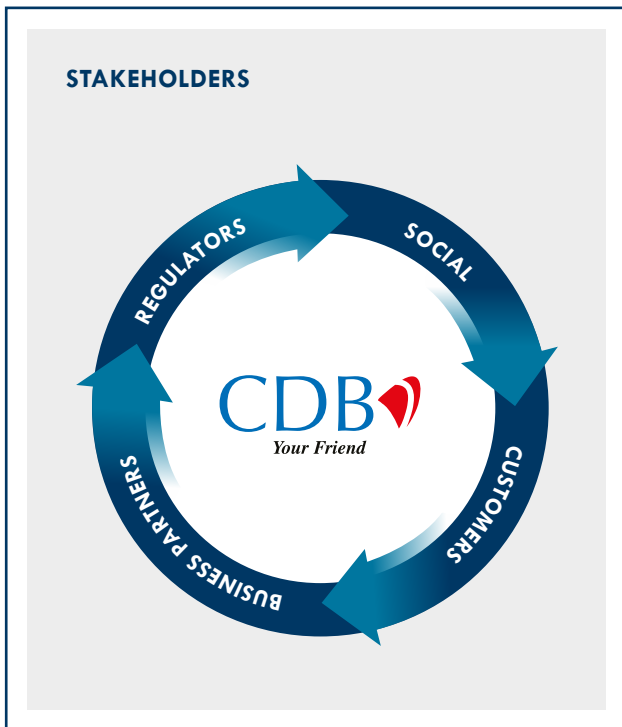 STAKEHOLDERS
REGULATORS
SOCIAL
CDB
Your Friend
CUSTOMERS
BUSINESS PARTNERS